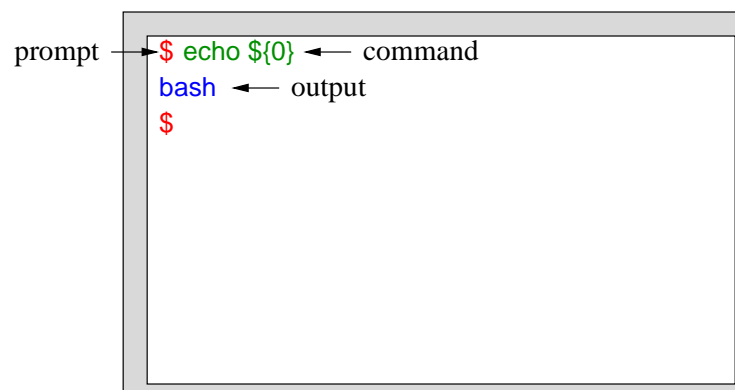 prompt $ echo ${0} command
bash output
$